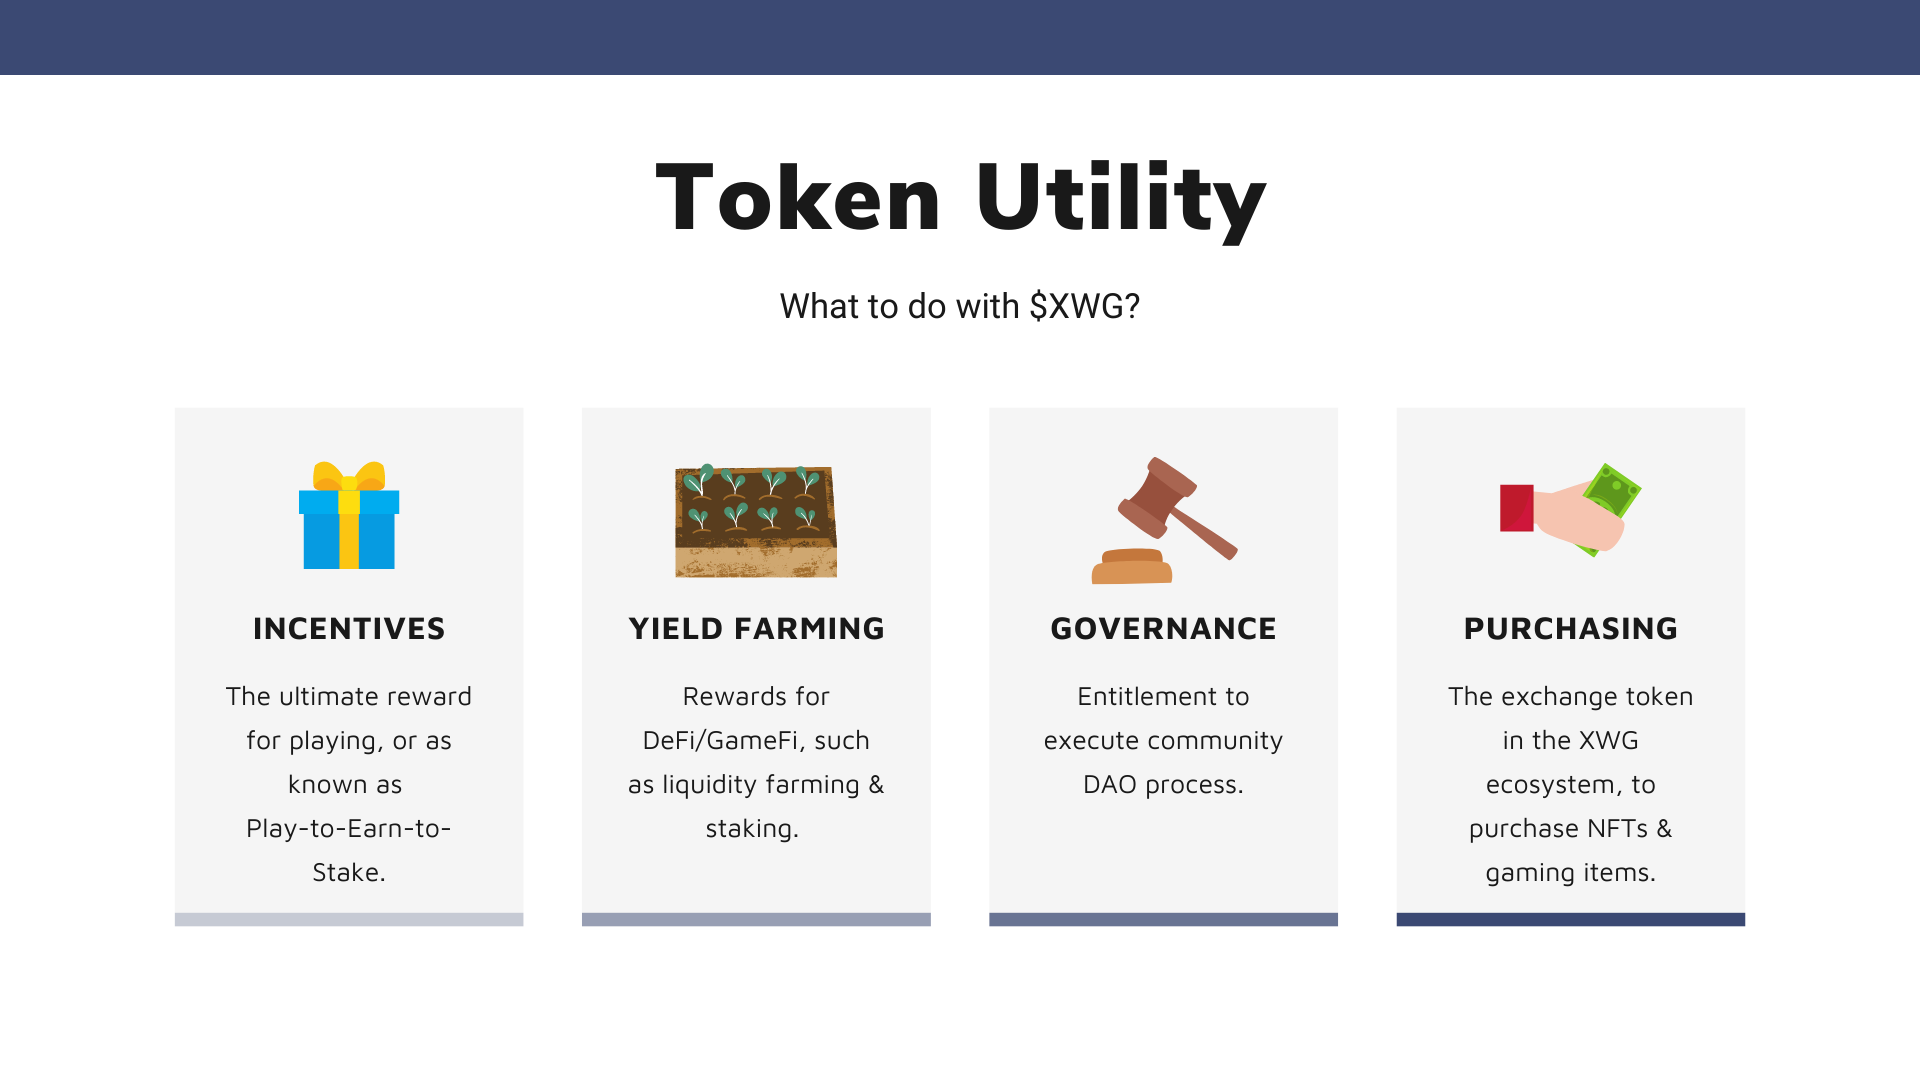 Token Utility
What to do with $XWG?
INCENTIVES
The ultimate reward
for playing, or as
known as
Play-to-Earn-to-
Stake.
YIELD FARMING
Rewards for
DeFi/GameFi, such
as liquidity farming &
staking.
GOVERNANCE
Entitlement to
execute community
DAO process.
PURCHASING
The exchange token
in the XWG
ecosystem, to
purchase NFTs &
gaming items.